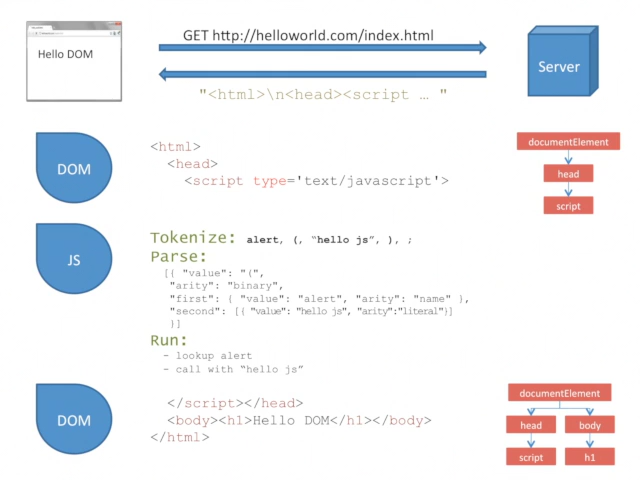 GET http://helloworld.com/index.html
Hello DOM
Server
"<html>\n<head><script … "
DOM
<html>
<head>
<script type='text/javascript'>
documentElement
head
script
JS
Tokenize: alert, (, “hello js”, ), ;
Parse:
[{ "value": "(",
"arity": "binary",
"first": { "value": "alert", "arity": "name" },
"second": [{ "value": "hello js", "arity":"literal"}]
}]
Run:
- lookup alert
- call with “hello js”
DOM
</script></head>
<body><h1>Hello DOM</h1></body>
</html>
documentElement
head body
script h1